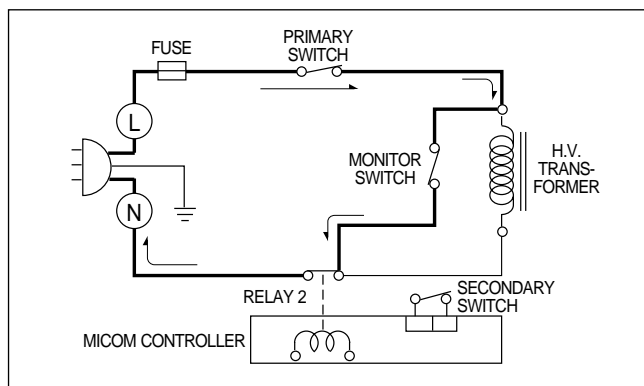 PRIMARY
SWITCH
FUSE
L
H.V.
TRANS-
FORMER
MONITOR
SWITCH
N
RELAY 2
SECONDARY
SWITCH
MICOM CONTROLLER